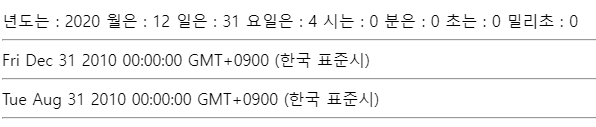 년도는 : 2020 월은 : 12 일은 : 31 요일은 : 4 시는 : 0 분은 : 0 초는 : 0 밀리초 : 0
Fri Dec 31 2010 00:00:00 GMT+0900 (한국 표준시)
Tue Aug 31 2010 00:00:00 GMT+0900 (한국 표준시)